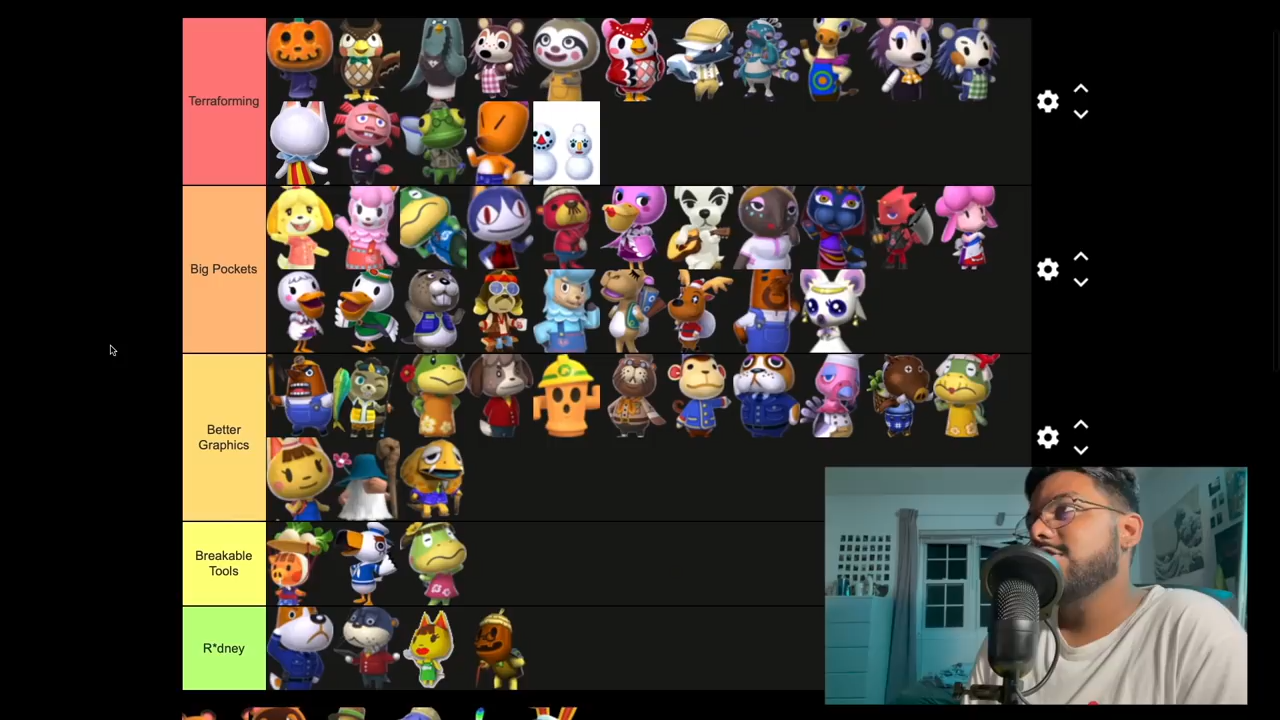 Terraforming
Big Pockets
Better
Graphics
Breakable
Tools
R*dney